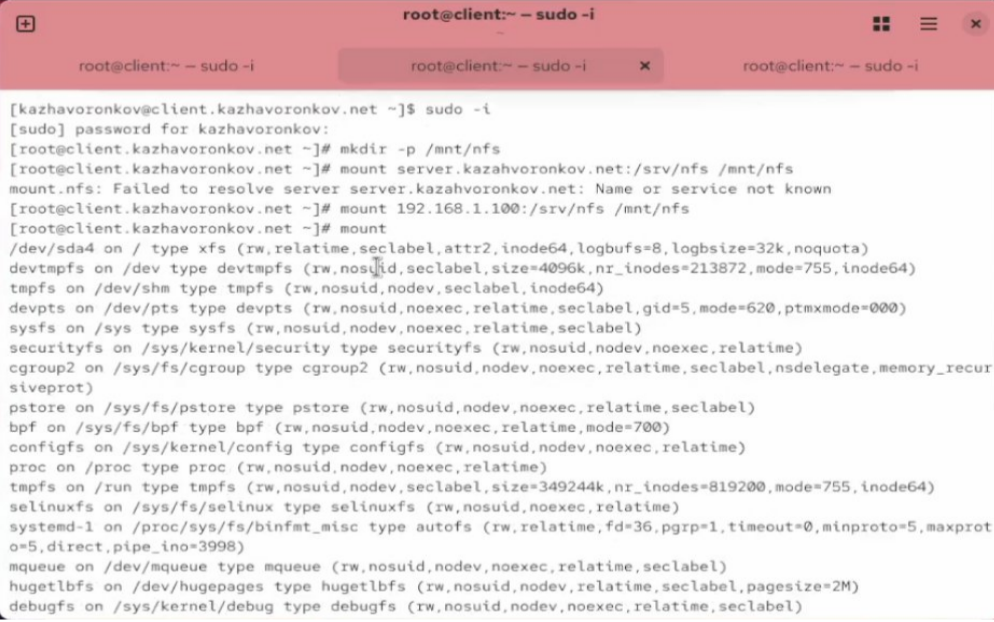 root@client:~ — sudo -i
~
root@client:~ — sudo -i
root@client:~ — sudo -i
root@client:~ — sudo -i
[kazhavoronkov@client.kazhavoronkov.net ~]$ sudo -i
[sudo] password for kazhavoronkov:
[root@client.kazhavoronkov.net ~]# mkdir -p /mnt/nfs
[root@client.kazhavoronkov.net ~]# mount server.kazahvoronkov.net:/srv/nfs /mnt/nfs
mount.nfs: Failed to resolve server server.kazahvoronkov.net: Name or service not known
[root@client.kazhavoronkov.net ~]# mount 192.168.1.100:/srv/nfs /mnt/nfs
[root@client.kazhavoronkov.net ~]# mount
/dev/sda4 on / type xfs (rw,relatime,seclabel,attr2,inode64,logbufs=8,logbsize=32k,noquota)
devtmpfs on /dev type devtmpfs (rw,nosuid,seclabel,size=4096k,nr_inodes=213872,mode=755,inode64)
tmpfs on /dev/shm type tmpfs (rw,nosuid,nodev,seclabel,inode64)
devpts on /dev/pts type devpts (rw,nosuid,noexec,relatime,seclabel,gid=5,mode=620,ptmxmode=000)
sysfs on /sys type sysfs (rw,nosuid,nodev,noexec,relatime,seclabel)
securityfs on /sys/kernel/security type securityfs (rw,nosuid,nodev,noexec,relatime)
cgroup2 on /sys/fs/cgroup type cgroup2 (rw,nosuid,nodev,noexec,relatime,seclabel,nsdelegate,memory_recur
siveprot)
pstore on /sys/fs/pstore type pstore (rw,nosuid,nodev,noexec,relatime,seclabel)
bpf on /sys/fs/bpf type bpf (rw,nosuid,nodev,noexec,relatime,mode=700)
configfs on /sys/kernel/config type configfs (rw,nosuid,nodev,noexec,relatime)
proc on /proc type proc (rw,nosuid,nodev,noexec,relatime)
tmpfs on /run type tmpfs (rw,nosuid,nodev,seclabel,size=349244k,nr_inodes=819200,mode=755,inode64)
selinuxfs on /sys/fs/selinux type selinuxfs (rw,nosuid,noexec,relatime)
systemd-1 on /proc/sys/fs/binfmt_misc type autofs (rw,relatime,fd=36,pgrp=1,timeout=0,minproto=5,maxprot
o=5,direct,pipe_ino=3998)
mqueue on /dev/mqueue type mqueue (rw,nosuid,nodev,noexec,relatime,seclabel)
hugetlbfs on /dev/hugepages type hugetlbfs (rw,nosuid,nodev,relatime,seclabel,pagesize=2M)
debugfs on /sys/kernel/debug type debugfs (rw,nosuid,nodev,noexec,relatime,seclabel)